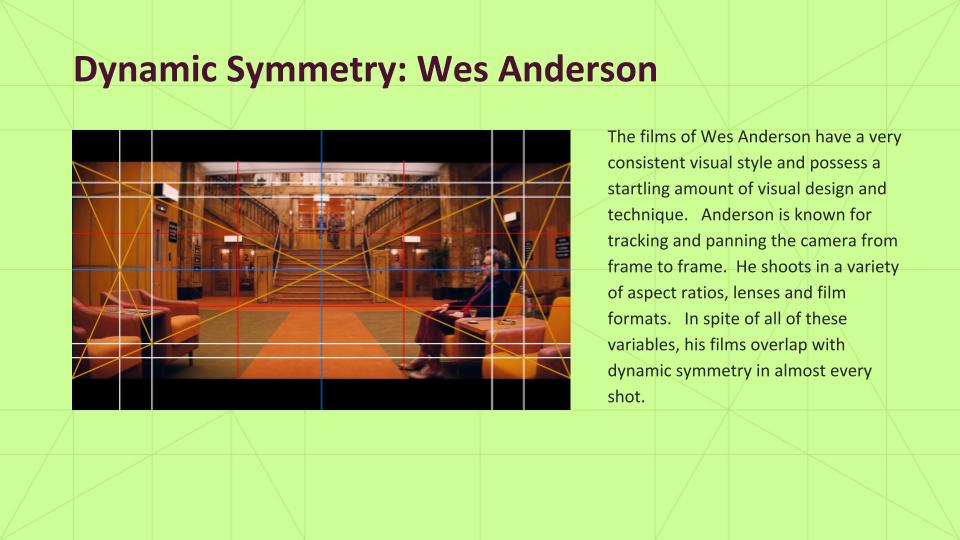 Dynamic Symmetry: Wes Anderson
The films of Wes Anderson have a very
consistent visual style and possess a
startling amount of visual design and
technique.   Anderson is known for
tracking and panning the camera from
frame to frame.  He shoots in a variety
of aspect ratios, lenses and film
formats.   In spite of all of these
variables, his films overlap with
dynamic symmetry in almost every
shot.